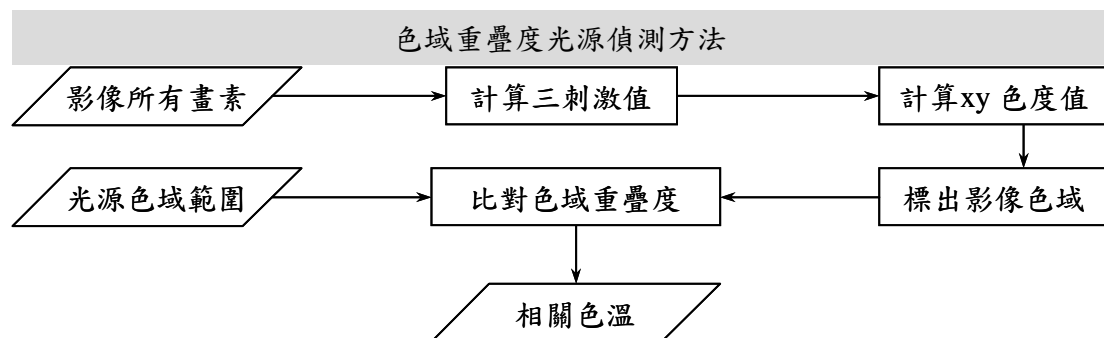 色域重疊度光源偵測方法
影像所有畫素
計算三刺激值
計算xy 色度值
光源色域範圍
比對色域重疊度
標出影像色域
相關色溫